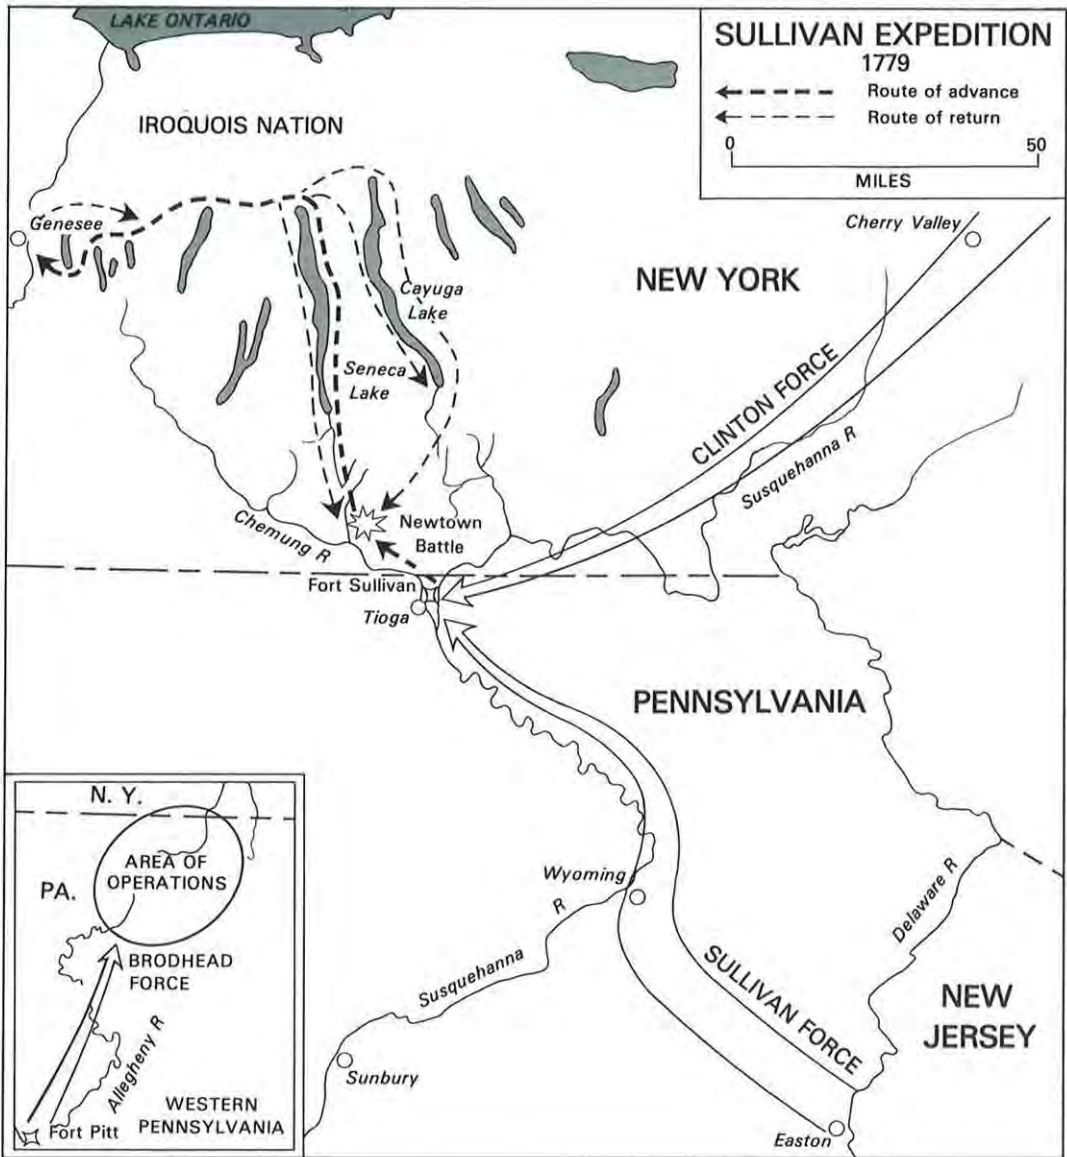 LAKE ONTARIO
SULLIVAN EXPEDITION
1779
Route of advance
Route of return
0 50
MILES
IROQUOIS NATION
Genesee
Cherry Valley
NEW YORK
Cayuga
Lake
Seneca
Lake
CLINTON FORCE
Susquehanna R
Chemung R
Newtown
Battle
Fort Sullivan
Tioga
PENNSYLVANIA
Wyoming
Susquehanna R
Delaware R
SULLIVAN FORCE
NEW
JERSEY
Sunbury
Easton
N. Y.
AREA OF
OPERATIONS
PA.
BRODHEAD
FORCE
Allegheny R
WESTERN
PENNSYLVANIA
Fort Pitt